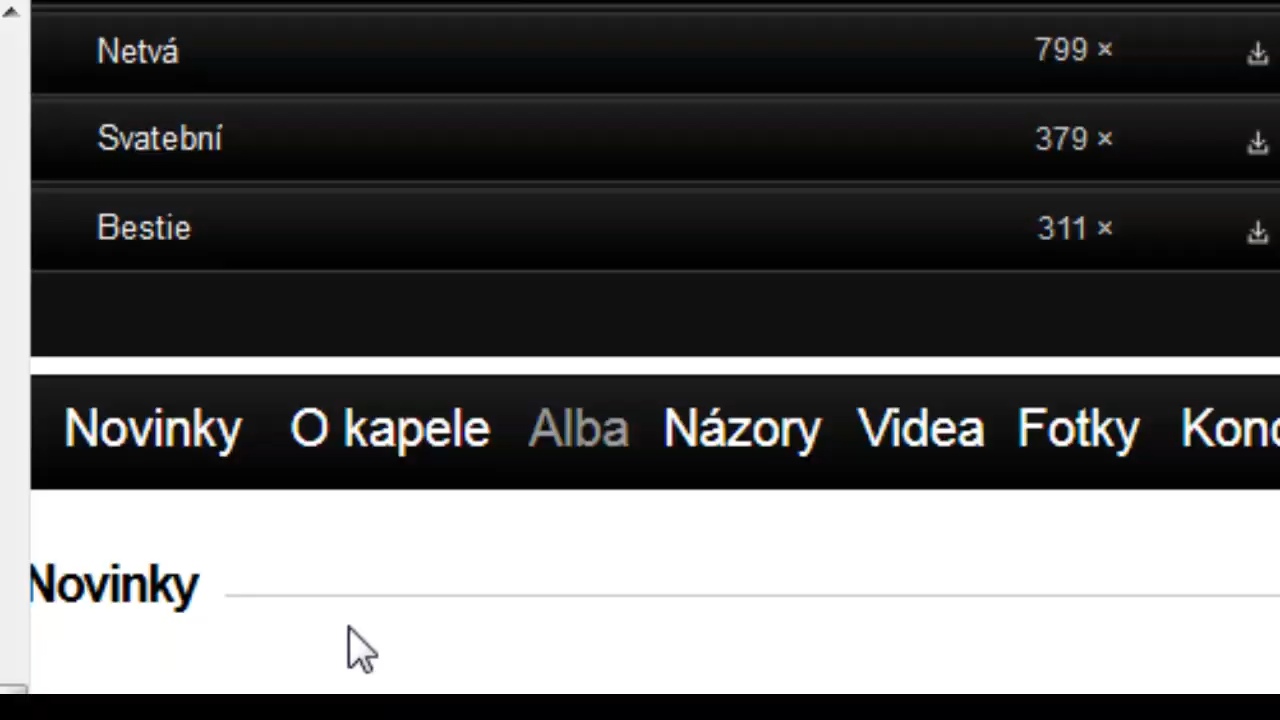 Netvá 799 ×
Svatební 379 ×
Bestie 311 ×
Novinky O kapele Alba Názory Videa Fotky
Novinky